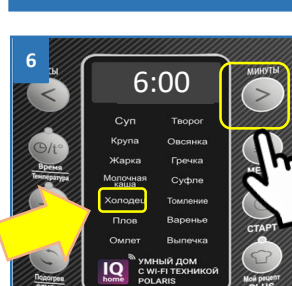 6
МИНУТЫ
6:00
Суп Творог
Крупа Овсянка
Жарка Гречка
Молочная каша Суфле
Холодец Томление
Плов Варенье
Омлет Выпечка
Время
Температура
СТАРТ
Подогрев
Мой рецепт
PLUS
IQ home
УМНЫЙ ДОМ
С WI-FI ТЕХНИКОЙ
POLARIS